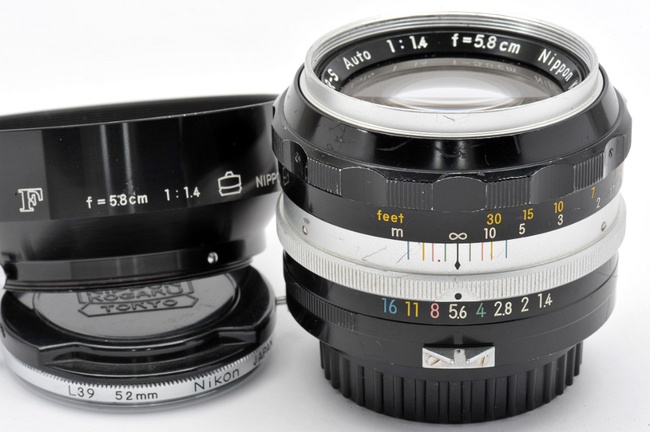 -S Auto 1:1.4 f=5.8cm Nippon
F f=5.8cm 1:1.4 NIPPO
feet 30 15 10 7
m ∞ 10 5 3 2
16 11 8 5.6 4 2.8 2 1.4
KOGAKU
TOKYO
L39 52mm Nikon JAPAN